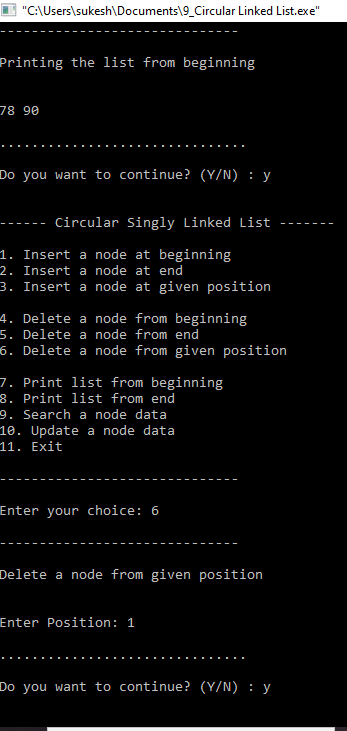 "C:\Users\sukesh\Documents\9_Circular Linked List.exe"
------------------------------
Printing the list from beginning
78 90
...............................
Do you want to continue? (Y/N) : y
------ Circular Singly Linked List -------
1. Insert a node at beginning
2. Insert a node at end
3. Insert a node at given position
4. Delete a node from beginning
5. Delete a node from end
6. Delete a node from given position
7. Print list from beginning
8. Print list from end
9. Search a node data
10. Update a node data
11. Exit
------------------------------
Enter your choice: 6
------------------------------
Delete a node from given position
Enter Position: 1
...............................
Do you want to continue? (Y/N) : y